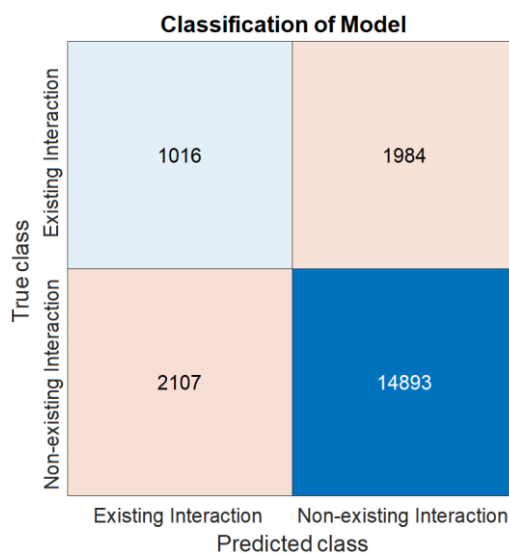 Classification of Model
True class
Existing Interaction
1016
1984
Non-existing Interaction
2107
14893
Existing Interaction
Non-existing Interaction
Predicted class